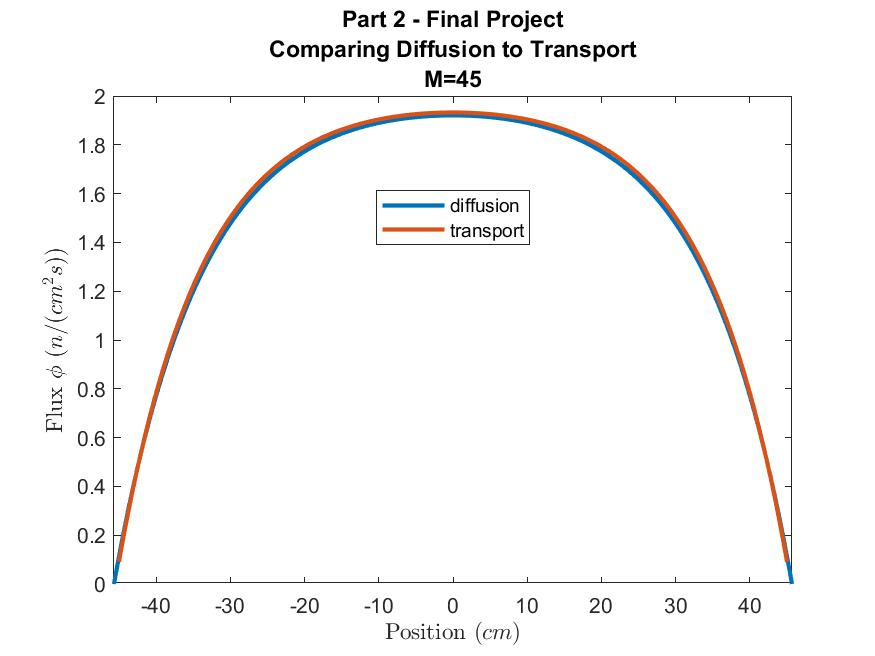 Part 2 - Final Project
Comparing Diffusion to Transport
M=45
2
1.8
1.6
1.4
1.2
1
0.8
0.6
0.4
0.2
0
Flux ϕ (n/(cm²s))
diffusion
transport
-40 -30 -20 -10 0 10 20 30 40
Position (cm)